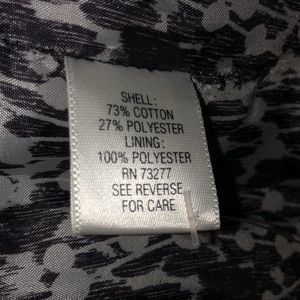 SHELL:
73% COTTON
27% POLYESTER
LINING:
100% POLYESTER
RN 73277
SEE REVERSE
FOR CARE